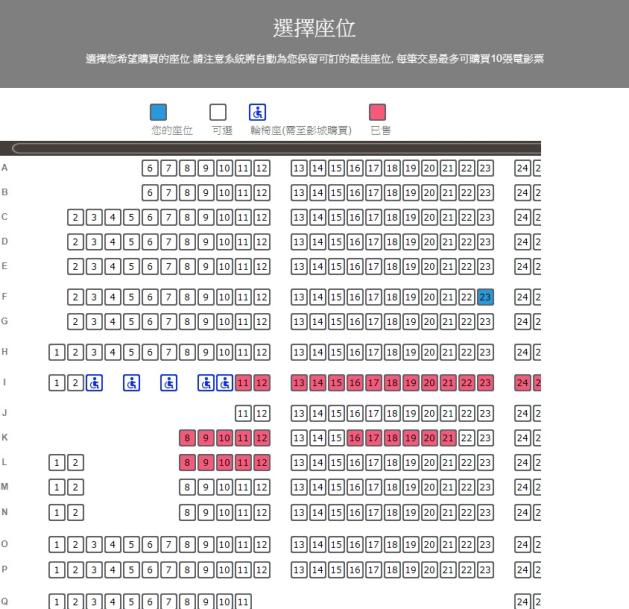 選擇座位
選擇您希望購買的座位.請注意系統將自動為您保留可訂的最佳座位, 每筆交易最多可購買10張電影票
您的座位 可選 輪椅座(需至影城購買) 已售
A 6 7 8 9 10 11 12 13 14 15 16 17 18 19 20 21 22 23 24 2
B 6 7 8 9 10 11 12 13 14 15 16 17 18 19 20 21 22 23 24 2
C 2 3 4 5 6 7 8 9 10 11 12 13 14 15 16 17 18 19 20 21 22 23 24 2
D 2 3 4 5 6 7 8 9 10 11 12 13 14 15 16 17 18 19 20 21 22 23 24 2
E 2 3 4 5 6 7 8 9 10 11 12 13 14 15 16 17 18 19 20 21 22 23 24 2
F 2 3 4 5 6 7 8 9 10 11 12 13 14 15 16 17 18 19 20 21 22 23 24 2
G 2 3 4 5 6 7 8 9 10 11 12 13 14 15 16 17 18 19 20 21 22 23 24 2
H 1 2 3 4 5 6 7 8 9 10 11 12 13 14 15 16 17 18 19 20 21 22 23 24 2
I 1 2 11 12 13 14 15 16 17 18 19 20 21 22 23 24 2
J 11 12 13 14 15 16 17 18 19 20 21 22 23 24 2
K 8 9 10 11 12 13 14 15 16 17 18 19 20 21 22 23 24 2
L 1 2 8 9 10 11 12 13 14 15 16 17 18 19 20 21 22 23 24 2
M 1 2 8 9 10 11 12 13 14 15 16 17 18 19 20 21 22 23 24 2
N 1 2 8 9 10 11 12 13 14 15 16 17 18 19 20 21 22 23 24 2
O 1 2 3 4 5 6 7 8 9 10 11 12 13 14 15 16 17 18 19 20 21 22 23 24 2
P 1 2 3 4 5 6 7 8 9 10 11 12 13 14 15 16 17 18 19 20 21 22 23 24 2
Q 1 2 3 4 5 6 7 8 9 10 11 24 2